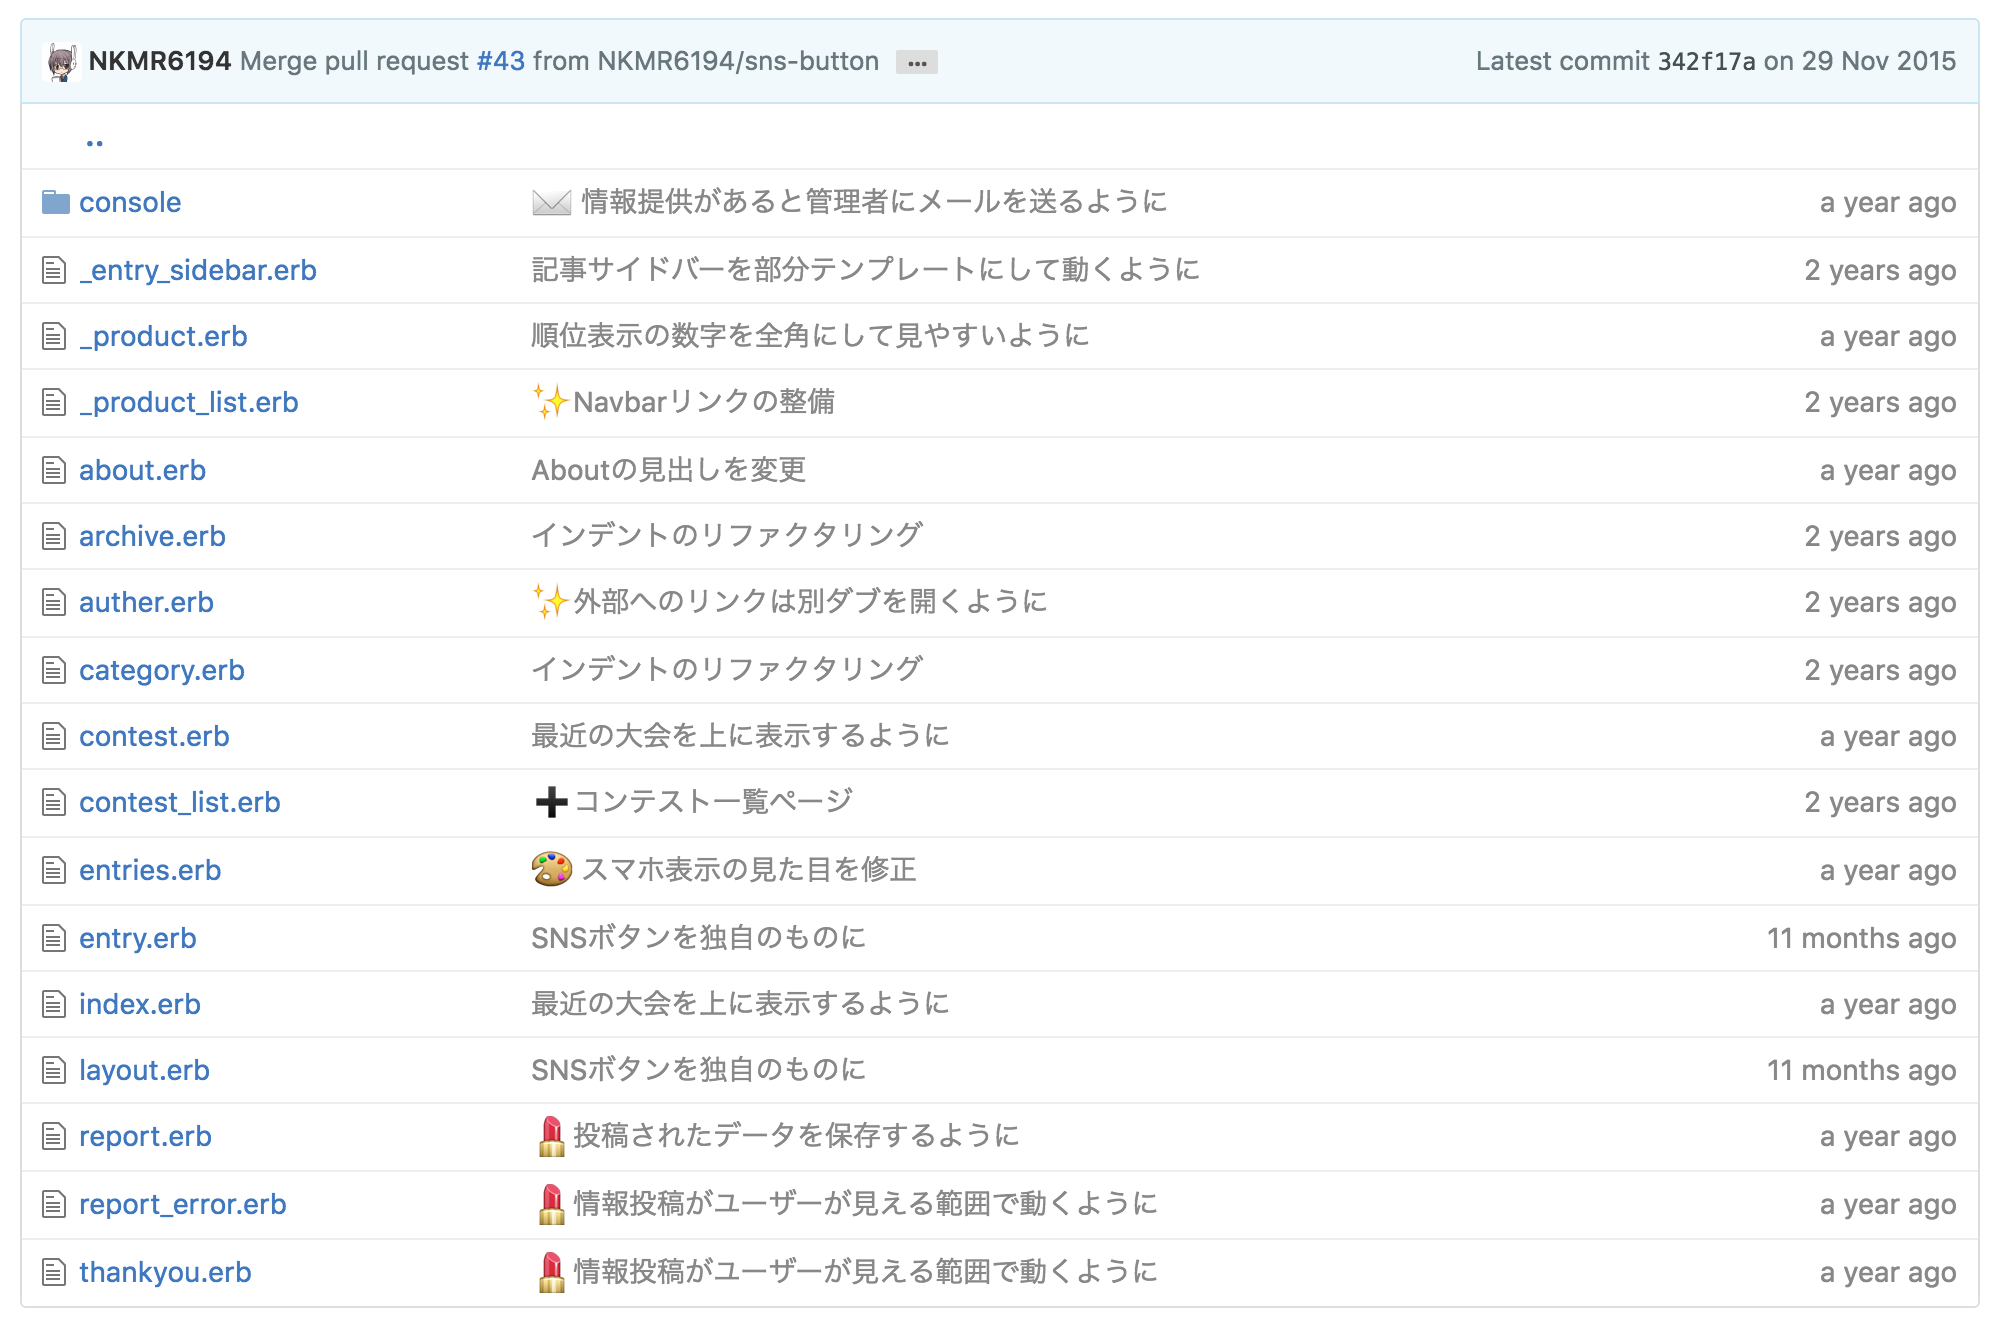 NKMR6194 Merge pull request #43 from NKMR6194/sns-button … Latest commit 342f17a on 29 Nov 2015
..
console ✉ 情報提供があると管理者にメールを送るように a year ago
_entry_sidebar.erb 記事サイドバーを部分テンプレートにして動くように 2 years ago
_product.erb 順位表示の数字を全角にして見やすいように a year ago
_product_list.erb ✨Navbarリンクの整備 2 years ago
about.erb Aboutの見出しを変更 a year ago
archive.erb インデントのリファクタリング 2 years ago
auther.erb ✨外部へのリンクは別ダブを開くように 2 years ago
category.erb インデントのリファクタリング 2 years ago
contest.erb 最近の大会を上に表示するように a year ago
contest_list.erb ➕コンテスト一覧ページ 2 years ago
entries.erb 🎨 スマホ表示の見た目を修正 a year ago
entry.erb SNSボタンを独自のものに 11 months ago
index.erb 最近の大会を上に表示するように a year ago
layout.erb SNSボタンを独自のものに 11 months ago
report.erb 💄投稿されたデータを保存するように a year ago
report_error.erb 💄情報投稿がユーザーが見える範囲で動くように a year ago
thankyou.erb 💄情報投稿がユーザーが見える範囲で動くように a year ago